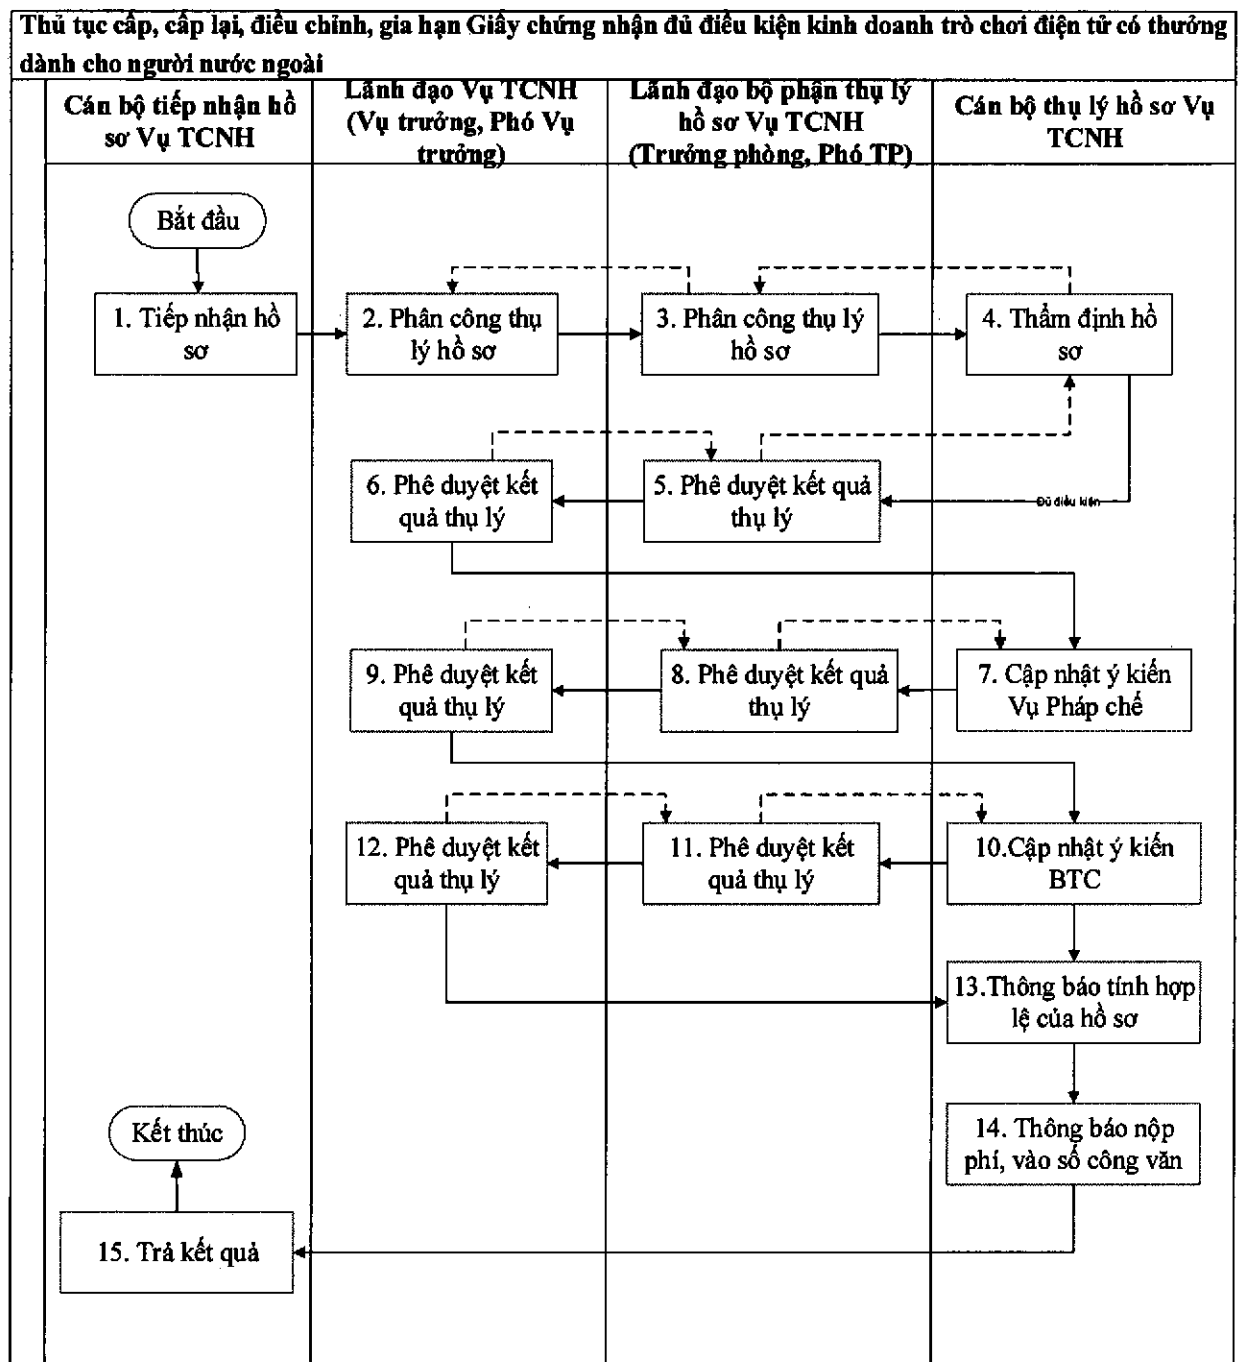 Thủ tục cấp, cấp lại, điều chỉnh, gia hạn Giấy chứng nhận đủ điều kiện kinh doanh trò chơi điện tử có thưởng
dành cho người nước ngoài
Cán bộ tiếp nhận hồ
sơ Vụ TCNH
Lãnh đạo Vụ TCNH
(Vụ trưởng, Phó Vụ
trưởng)
Lãnh đạo bộ phận thụ lý
hồ sơ Vụ TCNH
(Trưởng phòng, Phó TP)
Cán bộ thụ lý hồ sơ Vụ
TCNH
Bắt đầu
1. Tiếp nhận hồ
sơ
2. Phân công thụ
lý hồ sơ
3. Phân công thụ lý
hồ sơ
4. Thẩm định hồ
sơ
6. Phê duyệt kết
quả thụ lý
5. Phê duyệt kết quả
thụ lý
Đủ điều kiện
9. Phê duyệt kết
quả thụ lý
8. Phê duyệt kết quả
thụ lý
7. Cập nhật ý kiến
Vụ Pháp chế
12. Phê duyệt kết
quả thụ lý
11. Phê duyệt kết
quả thụ lý
10.Cập nhật ý kiến
BTC
13.Thông báo tính hợp
lệ của hồ sơ
14. Thông báo nộp
phí, vào số công văn
Kết thúc
15. Trả kết quả